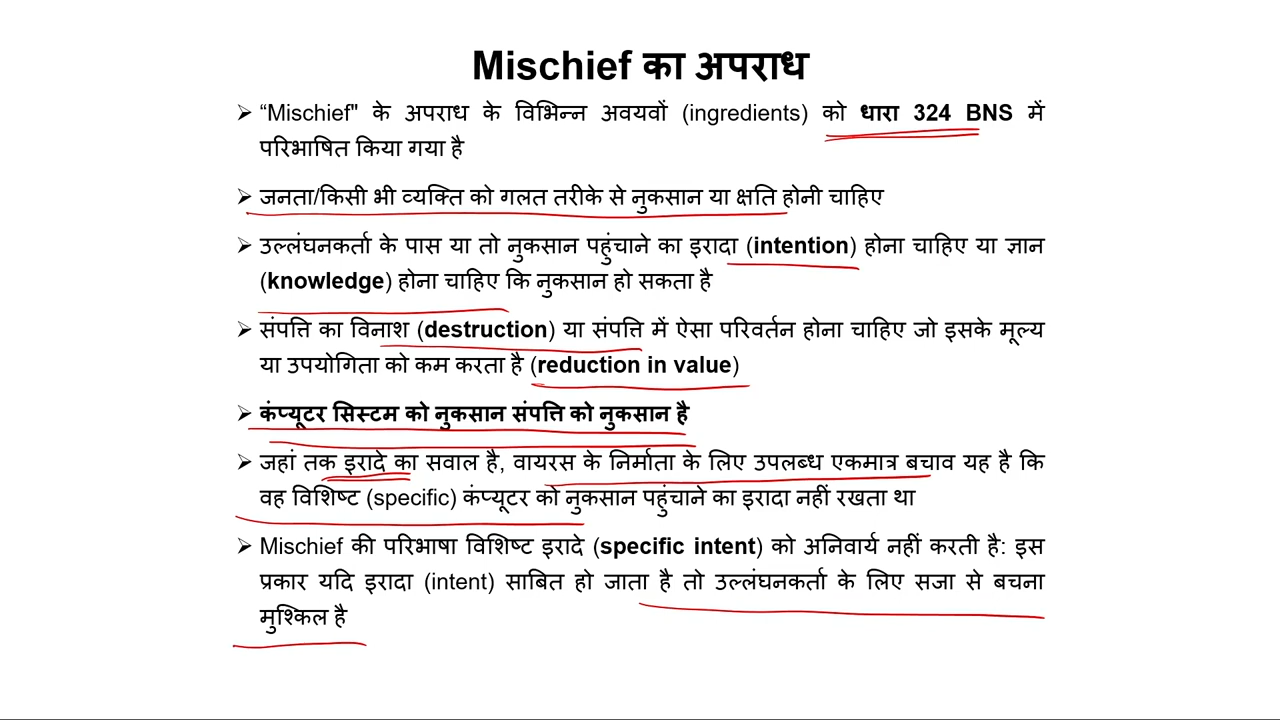 Mischief का अपराध
➢ “Mischief" के अपराध के विभिन्न अवयवों (ingredients) को धारा 324 BNS में
परिभाषित किया गया है
➢ जनता/किसी भी व्यक्ति को गलत तरीके से नुकसान या क्षति होनी चाहिए
➢ उल्लंघनकर्ता के पास या तो नुकसान पहुंचाने का इरादा (intention) होना चाहिए या ज्ञान
(knowledge) होना चाहिए कि नुकसान हो सकता है
➢ संपत्ति का विनाश (destruction) या संपत्ति में ऐसा परिवर्तन होना चाहिए जो इसके मूल्य
या उपयोगिता को कम करता है (reduction in value)
➢ कंप्यूटर सिस्टम को नुकसान संपत्ति को नुकसान है
➢ जहां तक इरादे का सवाल है, वायरस के निर्माता के लिए उपलब्ध एकमात्र बचाव यह है कि
वह विशिष्ट (specific) कंप्यूटर को नुकसान पहुंचाने का इरादा नहीं रखता था
➢ Mischief की परिभाषा विशिष्ट इरादे (specific intent) को अनिवार्य नहीं करती है: इस
प्रकार यदि इरादा (intent) साबित हो जाता है तो उल्लंघनकर्ता के लिए सजा से बचना
मुश्किल है